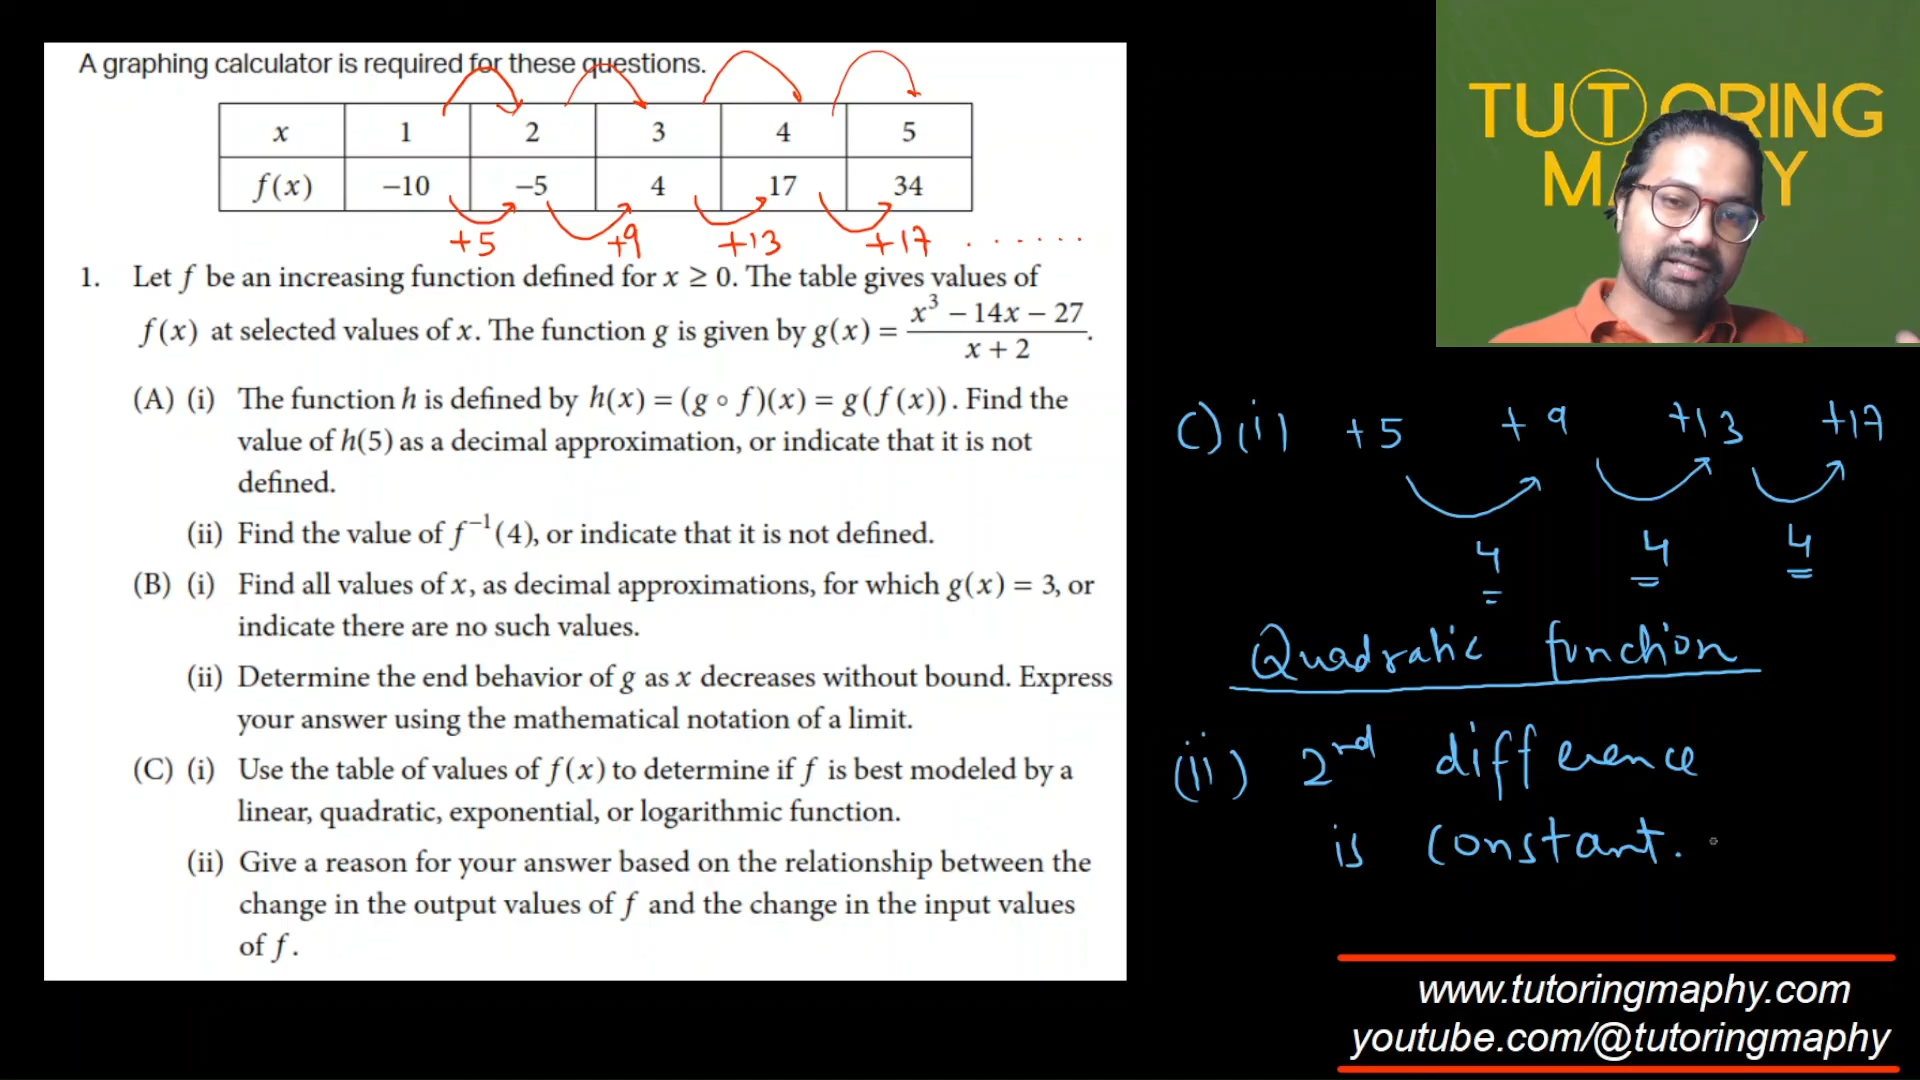 A graphing calculator is required for these questions.
x 1 2 3 4 5
f(x) −10 −5 4 17 34
+5 +9 +13 +17 . . . . . .
1. Let f be an increasing function defined for x ≥ 0. The table gives values of
f(x) at selected values of x. The function g is given by g(x) = (x³ − 14x − 27)/(x + 2).
(A) (i) The function h is defined by h(x) = (g ∘ f)(x) = g(f(x)). Find the
value of h(5) as a decimal approximation, or indicate that it is not
defined.
(ii) Find the value of f⁻¹(4), or indicate that it is not defined.
(B) (i) Find all values of x, as decimal approximations, for which g(x) = 3, or
indicate there are no such values.
(ii) Determine the end behavior of g as x decreases without bound. Express
your answer using the mathematical notation of a limit.
(C) (i) Use the table of values of f(x) to determine if f is best modeled by a
linear, quadratic, exponential, or logarithmic function.
(ii) Give a reason for your answer based on the relationship between the
change in the output values of f and the change in the input values
of f.
TUTORING
MA Y
C) (i) +5 +9 +13 +17
4 4 4
Quadratic function
(ii) 2nd difference
is constant.
www.tutoringmaphy.com
youtube.com/@tutoringmaphy